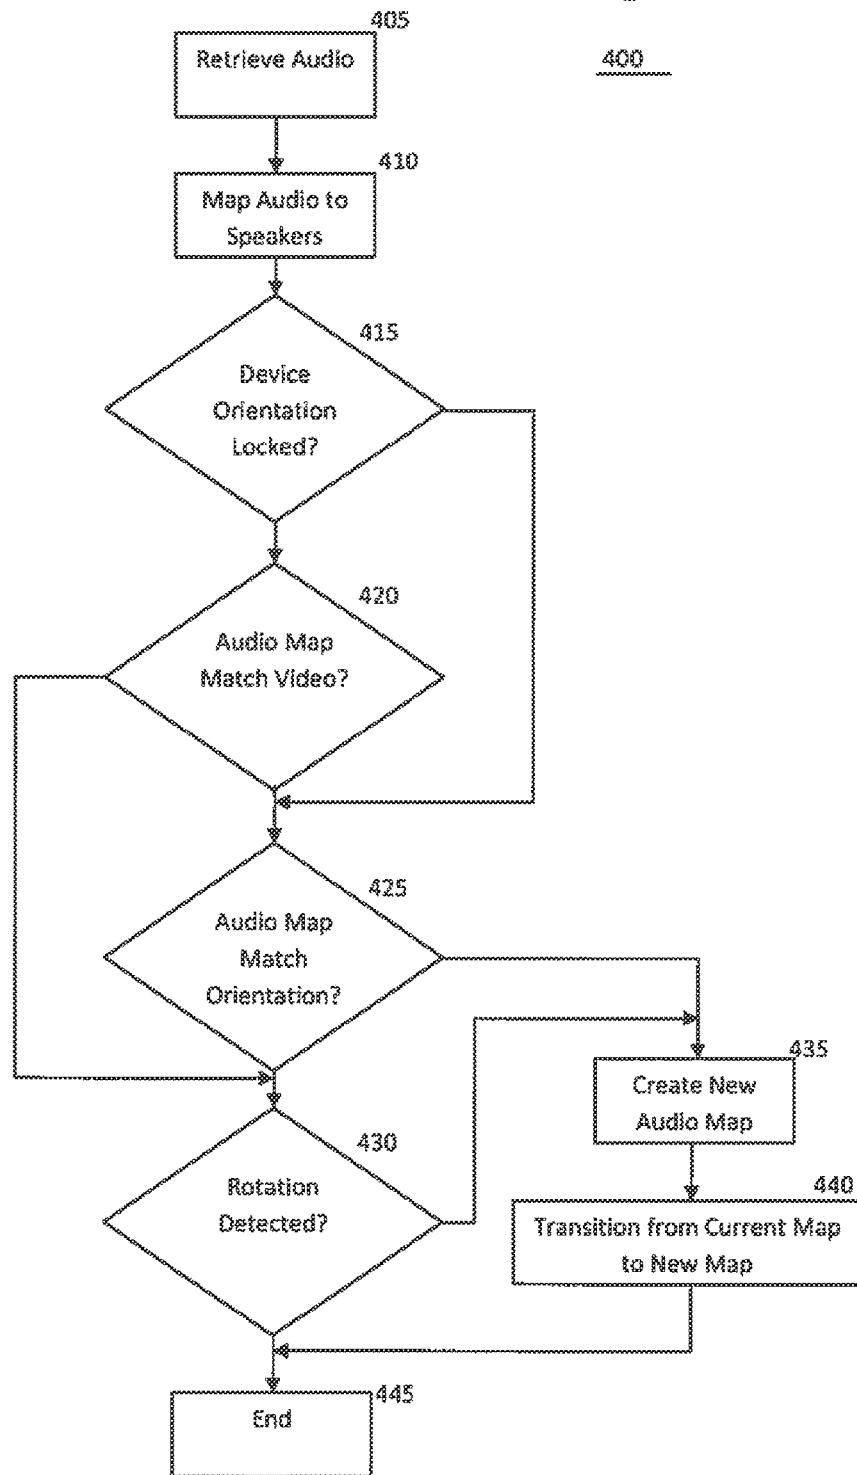 405
Retrieve Audio
400
410
Map Audio to
Speakers
415
Device
Orientation
Locked?
420
Audio Map
Match Video?
425
Audio Map
Match
Orientation?
435
Create New
Audio Map
430
Rotation
Detected?
440
Transition from Current Map
to New Map
445
End